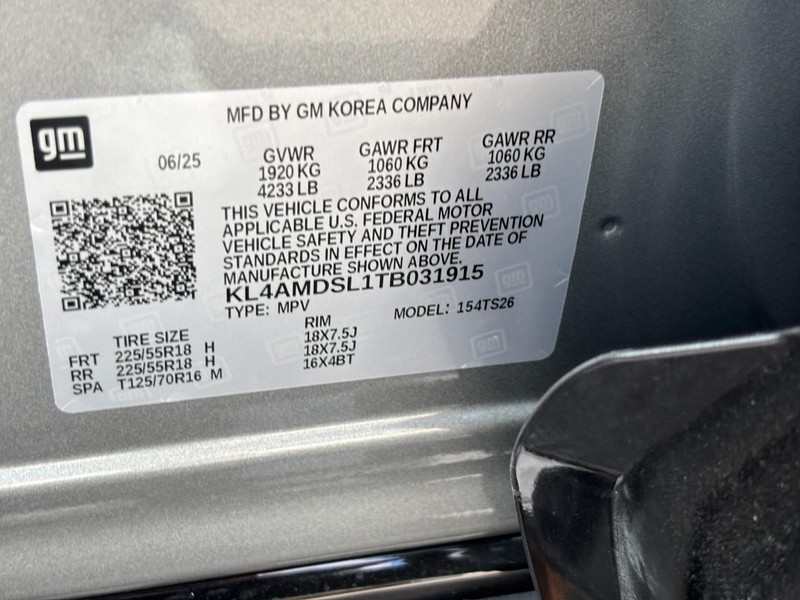 MFD BY GM KOREA COMPANY
gm
06/25
GVWR GAWR FRT GAWR RR
1920 KG 1060 KG 1060 KG
4233 LB 2336 LB 2336 LB
THIS VEHICLE CONFORMS TO ALL
APPLICABLE U.S. FEDERAL MOTOR
VEHICLE SAFETY AND THEFT PREVENTION
STANDARDS IN EFFECT ON THE DATE OF
MANUFACTURE SHOWN ABOVE.
KL4AMDSL1TB031915
TYPE: MPV MODEL: 154TS26
TIRE SIZE RIM
FRT 225/55R18 H 18X7.5J
RR 225/55R18 H 18X7.5J
SPA T125/70R16 M 16X4BT